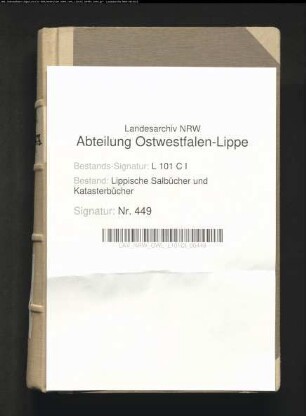 Landesarchiv NRW
Abteilung Ostwestfalen-Lippe
Bestands-Signatur: L 101 C I
Bestand: Lippische Salbücher und
Katasterbücher
Signatur: Nr. 449